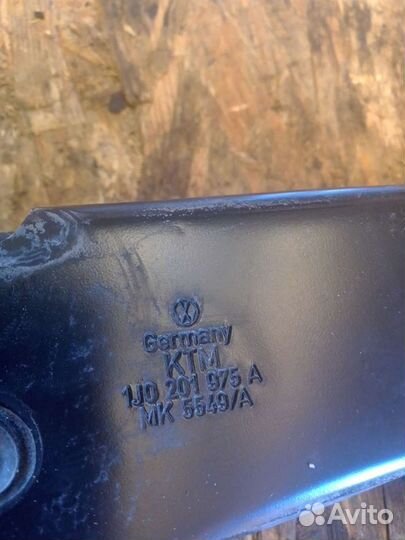 Germany
KTM
1J0 201 975 A
MK 5549/A
Avito